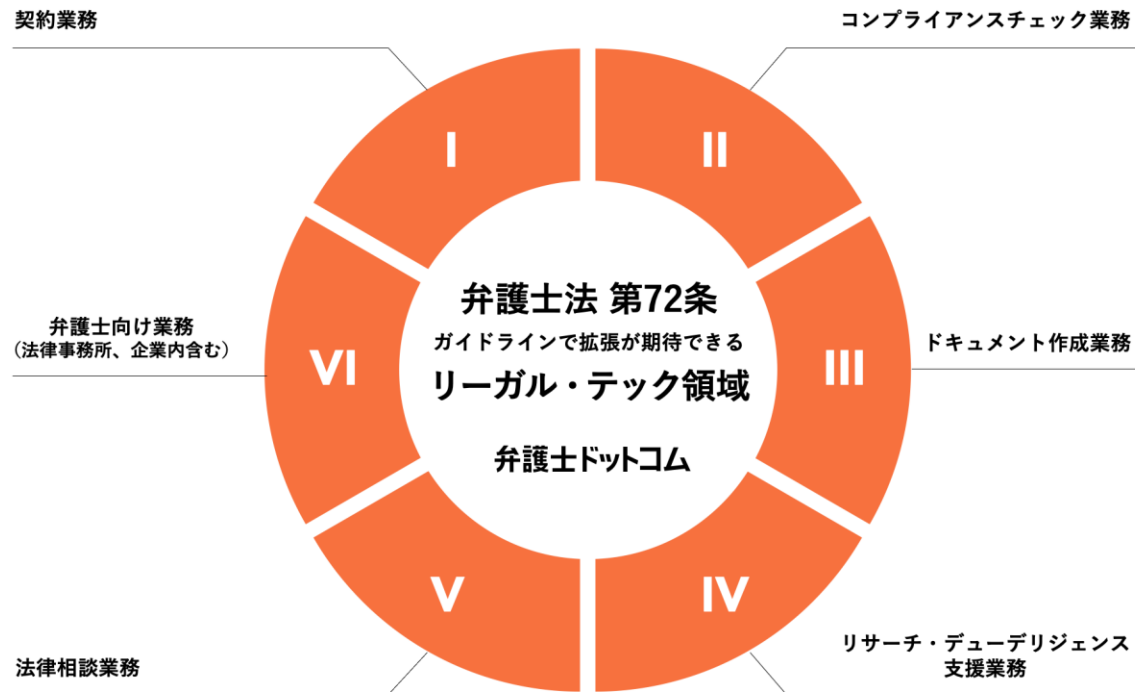 契約業務
コンプライアンスチェック業務
I
II
弁護士法 第72条
ガイドラインで拡張が期待できる
リーガル・テック領域
弁護士ドットコム
弁護士向け業務
（法律事務所、企業内含む）
VI
III
ドキュメント作成業務
V
IV
法律相談業務
リサーチ・デューデリジェンス
支援業務